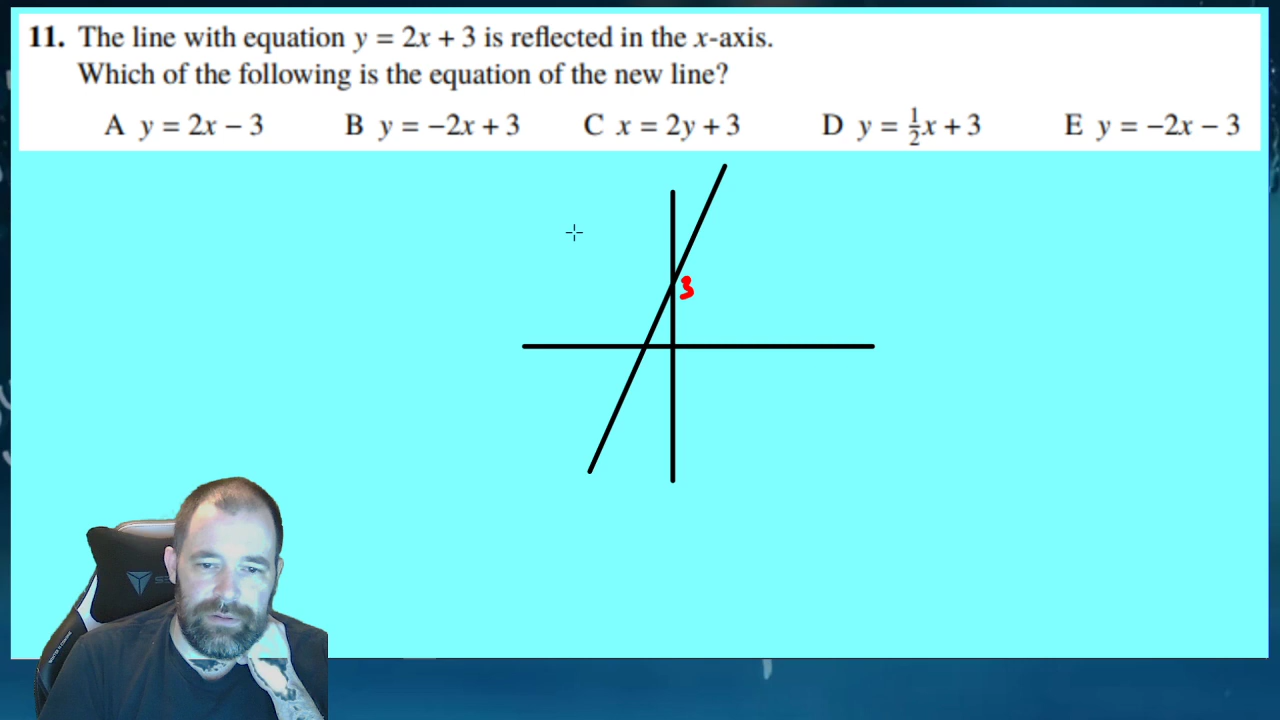 11. The line with equation y = 2x + 3 is reflected in the x-axis.
Which of the following is the equation of the new line?
A y = 2x – 3 B y = –2x + 3 C x = 2y + 3 D y = ½x + 3 E y = –2x – 3
3